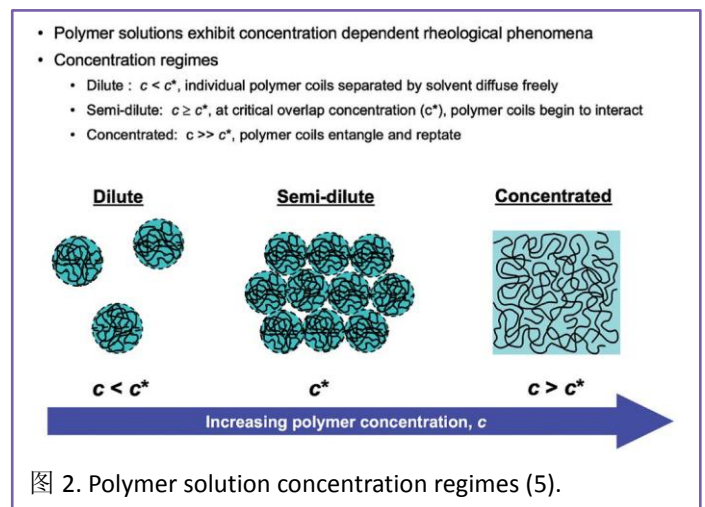 • Polymer solutions exhibit concentration dependent rheological phenomena
• Concentration regimes
• Dilute : c < c*, individual polymer coils separated by solvent diffuse freely
• Semi-dilute: c ≥ c*, at critical overlap concentration (c*), polymer coils begin to interact
• Concentrated: c >> c*, polymer coils entangle and reptate
Dilute Semi-dilute Concentrated
c < c* c* c > c*
Increasing polymer concentration, c
图 2. Polymer solution concentration regimes (5).